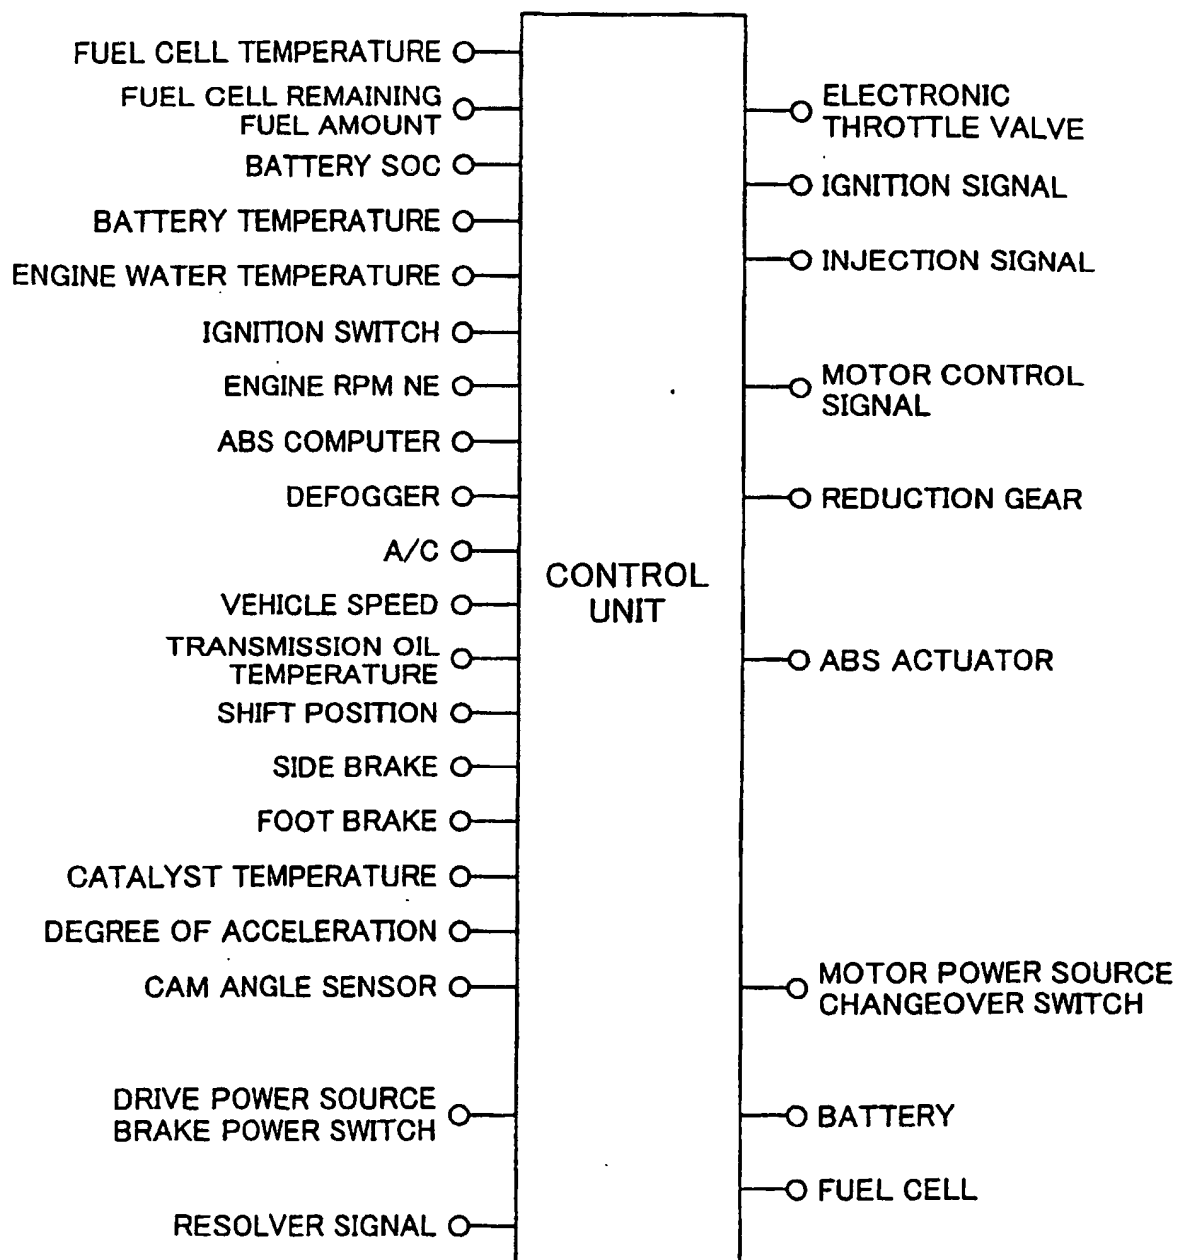 FUEL CELL TEMPERATURE
FUEL CELL REMAINING
FUEL AMOUNT
BATTERY SOC
BATTERY TEMPERATURE
ENGINE WATER TEMPERATURE
IGNITION SWITCH
ENGINE RPM NE
ABS COMPUTER
DEFOGGER
A/C
VEHICLE SPEED
TRANSMISSION OIL
TEMPERATURE
SHIFT POSITION
SIDE BRAKE
FOOT BRAKE
CATALYST TEMPERATURE
DEGREE OF ACCELERATION
CAM ANGLE SENSOR
DRIVE POWER SOURCE
BRAKE POWER SWITCH
RESOLVER SIGNAL
CONTROL
UNIT
ELECTRONIC
THROTTLE VALVE
IGNITION SIGNAL
INJECTION SIGNAL
MOTOR CONTROL
SIGNAL
REDUCTION GEAR
ABS ACTUATOR
MOTOR POWER SOURCE
CHANGEOVER SWITCH
BATTERY
FUEL CELL